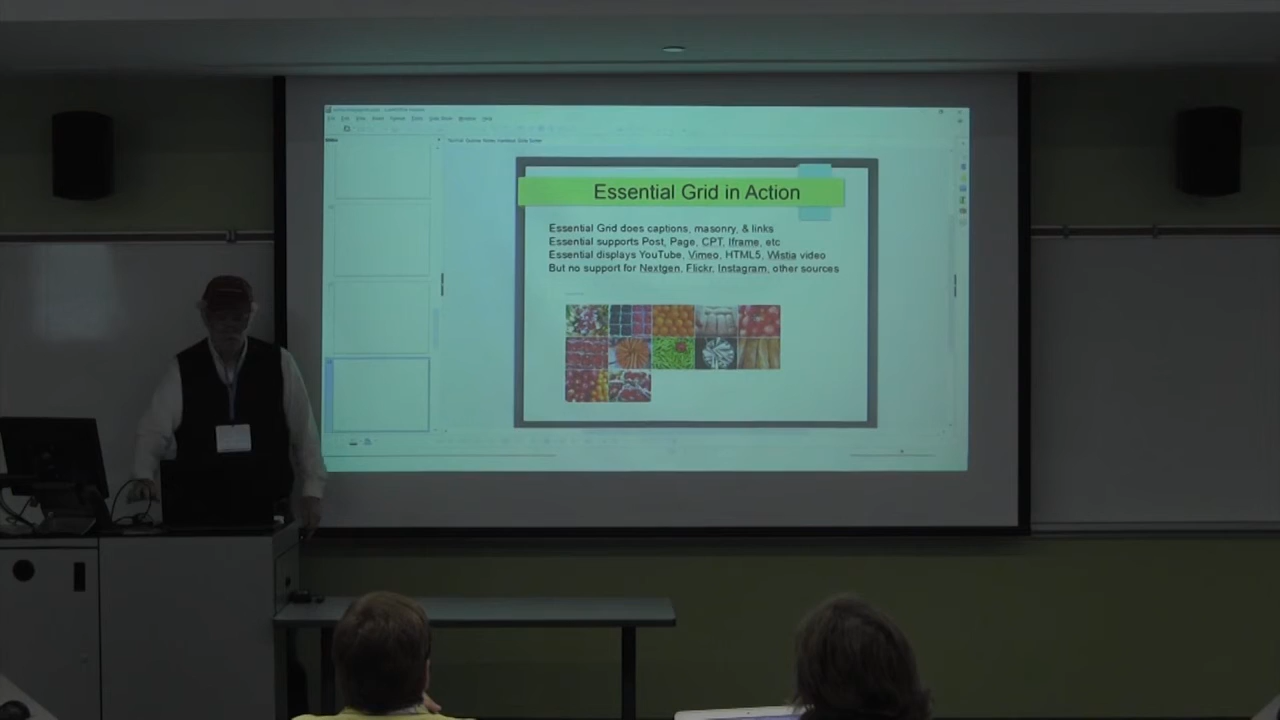 Essential Grid in Action
Essential Grid does captions, masonry, & links
Essential supports Post, Page, CPT, Iframe, etc
Essential displays YouTube, Vimeo, HTML5, Wistia video
But no support for Nextgen, Flickr, Instagram, other sources